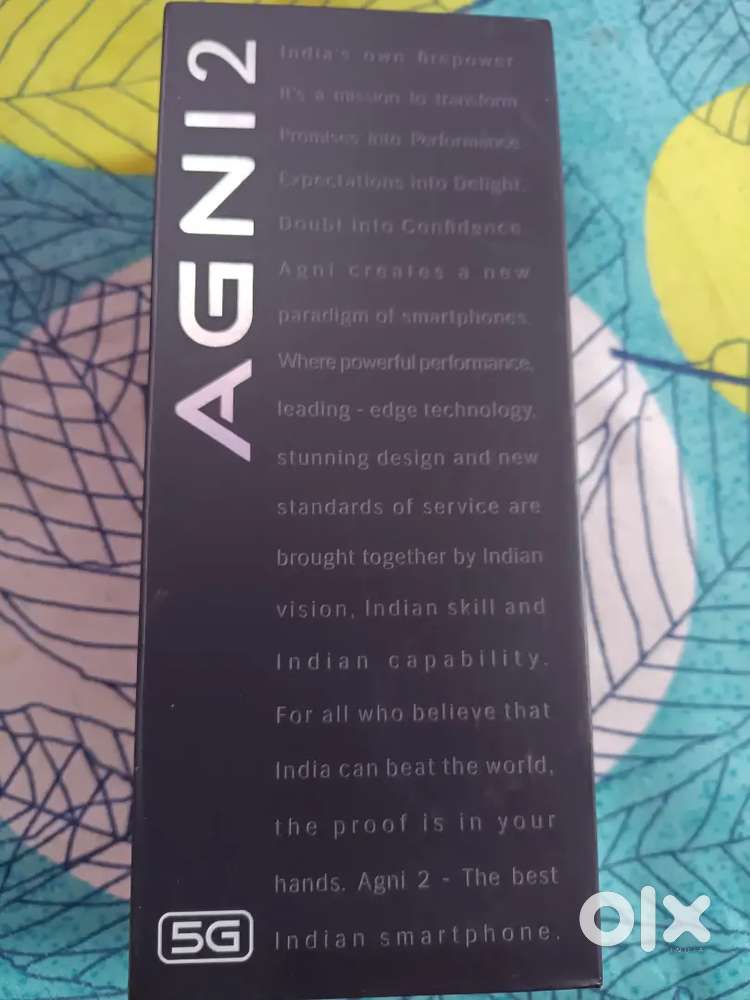 AGNI 2
India's own firepower
It's a mission to transform
Promises into Performance
Expectations into Delight.
Doubt into Confidence
Agni creates a new
paradigm of smartphones.
Where powerful performance,
leading - edge technology,
stunning design and new
standards of service are
brought together by Indian
vision, Indian skill and
Indian capability.
For all who believe that
India can beat the world,
the proof is in your
hands. Agni 2 - The best
Indian smartphone.
5G
olx